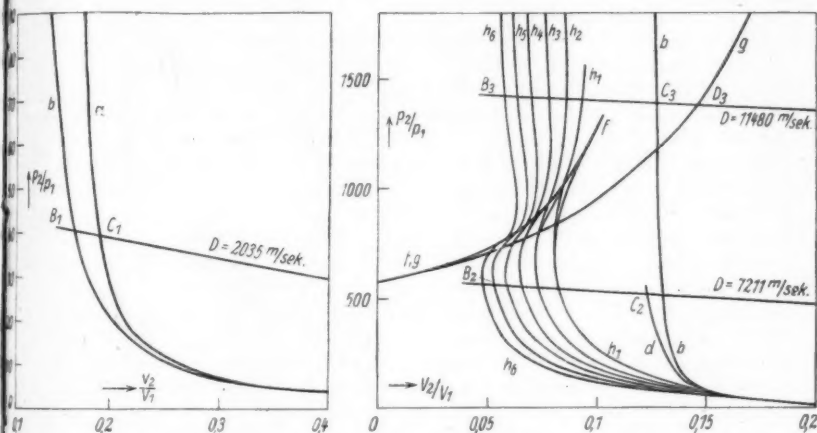 b
a
B₁
C₁
p₂/p₁
D = 2035 m/sek.
v₂/v₁
0,1
0,2
0,3
0,4
1500
1000
500
p₂/p₁
h₆
h₅
h₄
h₃
h₂
h₁
b
g
B₃
C₃
D₃
D = 11480 m/sek.
f
f,g
B₂
D = 7211 m/sek.
C₂
h₆
h₁
d
b
v₂/v₁
0
0,05
0,1
0,15
0,2